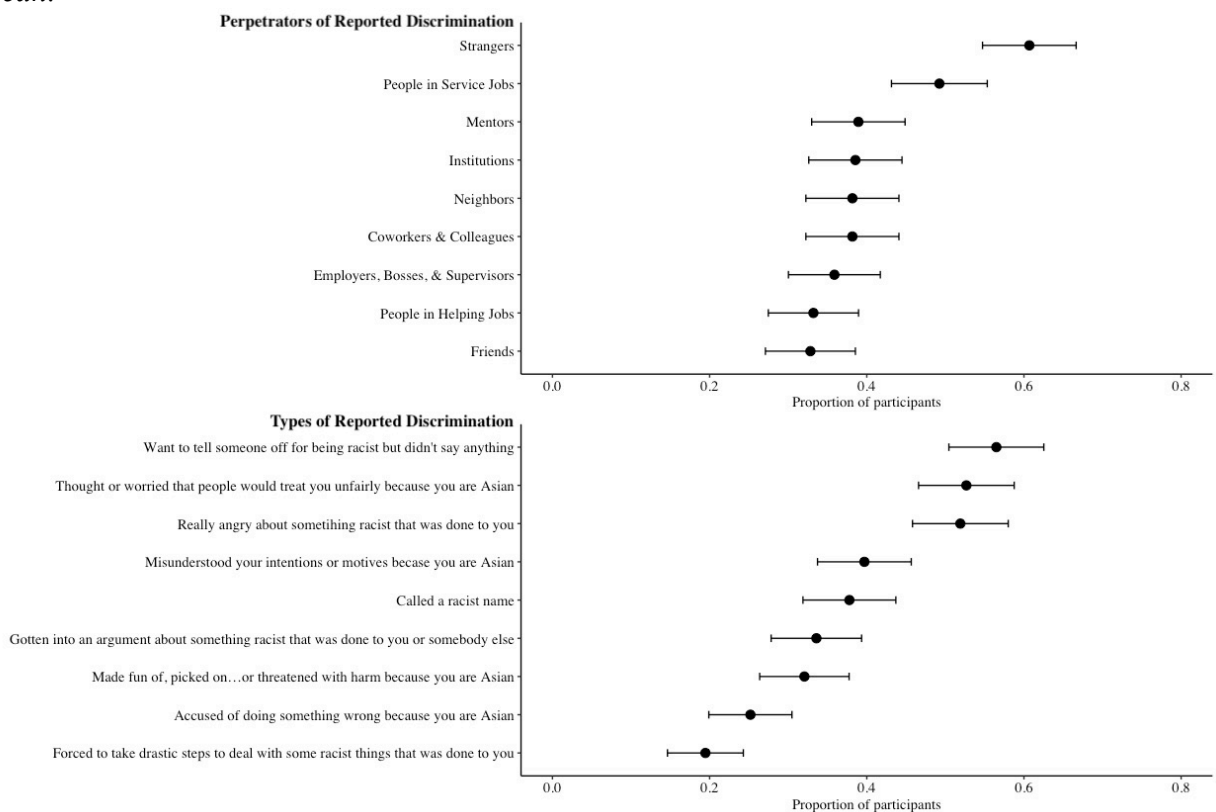 Perpetrators of Reported Discrimination
Strangers
People in Service Jobs
Mentors
Institutions
Neighbors
Coworkers & Colleagues
Employers, Bosses, & Supervisors
People in Helping Jobs
Friends
0.0 0.2 0.4 0.6 0.8
Proportion of participants
Types of Reported Discrimination
Want to tell someone off for being racist but didn't say anything
Thought or worried that people would treat you unfairly because you are Asian
Really angry about sometihing racist that was done to you
Misunderstood your intentions or motives becase you are Asian
Called a racist name
Gotten into an argument about something racist that was done to you or somebody else
Made fun of, picked on…or threatened with harm because you are Asian
Accused of doing something wrong because you are Asian
Forced to take drastic steps to deal with some racist things that was done to you
0.0 0.2 0.4 0.6 0.8
Proportion of participants